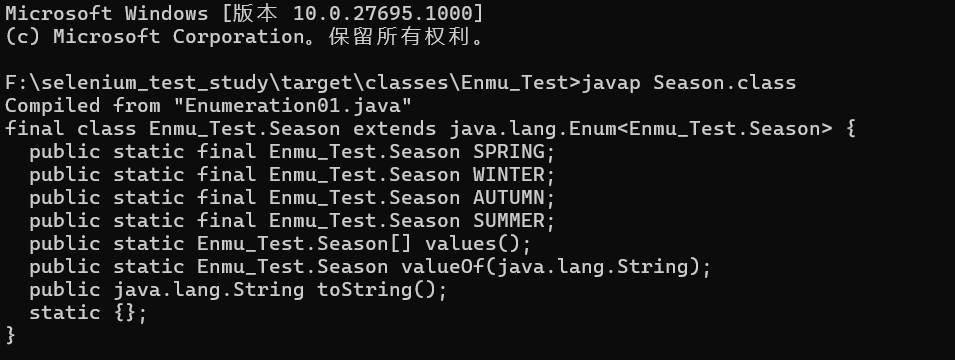 Microsoft Windows [版本 10.0.27695.1000]
(c) Microsoft Corporation。保留所有权利。

F:\selenium_test_study\target\classes\Enmu_Test>javap Season.class
Compiled from "Enumeration01.java"
final class Enmu_Test.Season extends java.lang.Enum<Enmu_Test.Season> {
  public static final Enmu_Test.Season SPRING;
  public static final Enmu_Test.Season WINTER;
  public static final Enmu_Test.Season AUTUMN;
  public static final Enmu_Test.Season SUMMER;
  public static Enmu_Test.Season[] values();
  public static Enmu_Test.Season valueOf(java.lang.String);
  public java.lang.String toString();
  static {};
}